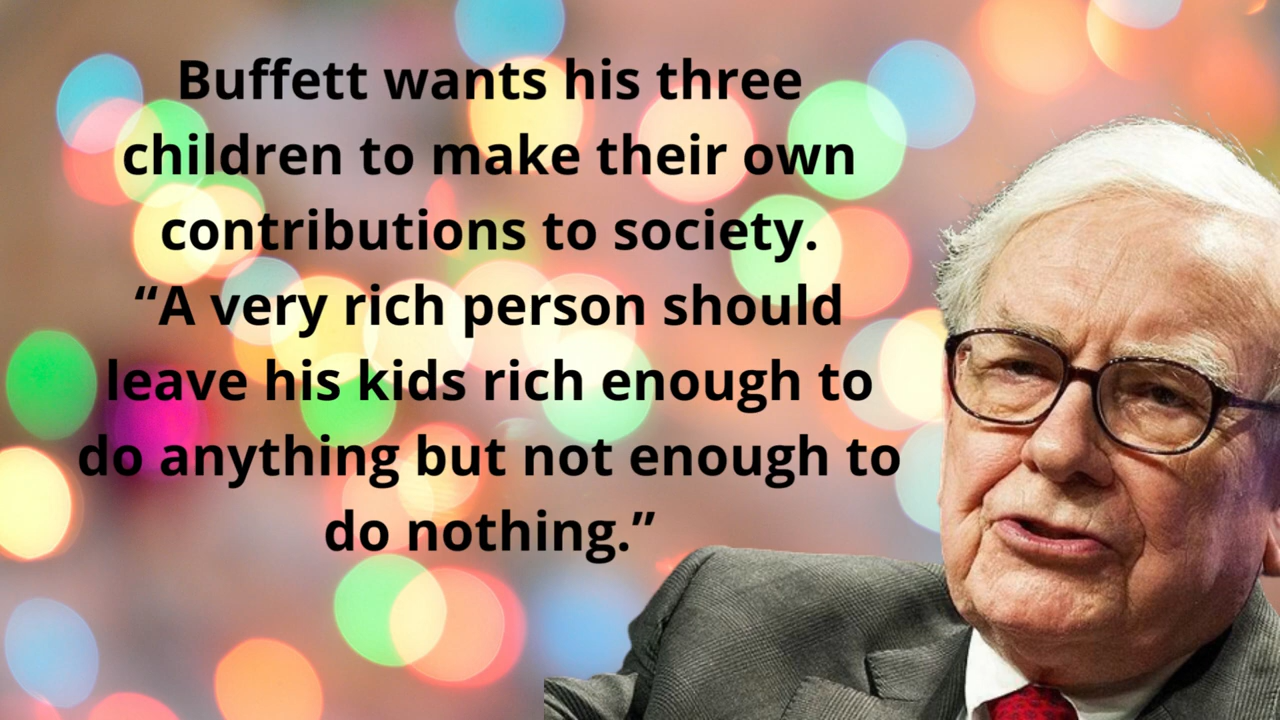 Buffett wants his three
children to make their own
contributions to society.
“A very rich person should
leave his kids rich enough to
do anything but not enough to
do nothing.”